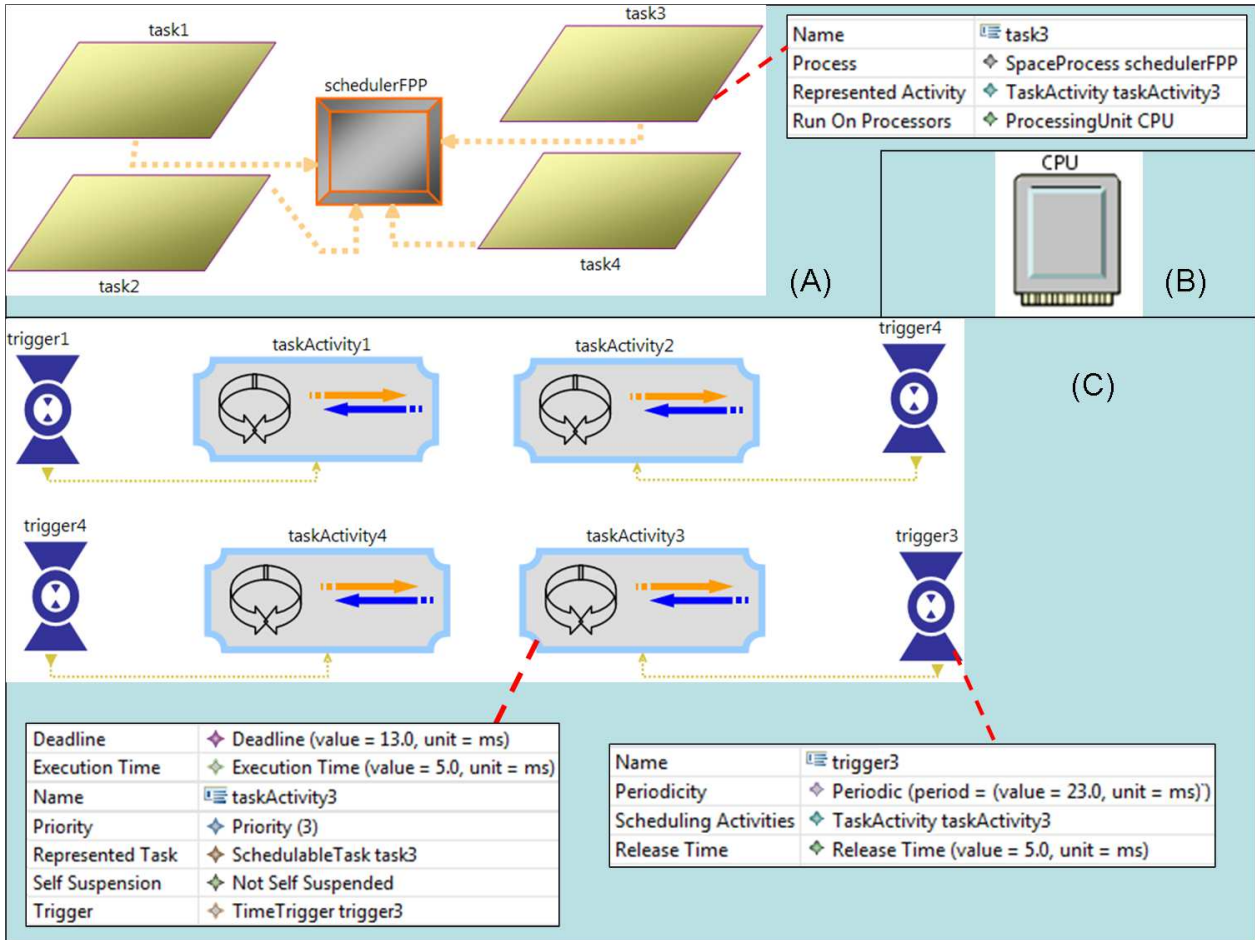 task1
task3
schedulerFPP
task2
task4
(A)
Name task3
Process SpaceProcess schedulerFPP
Represented Activity TaskActivity taskActivity3
Run On Processors ProcessingUnit CPU
CPU
(B)
trigger1
taskActivity1
taskActivity2
trigger4
(C)
trigger4
taskActivity4
taskActivity3
trigger3
Deadline Deadline (value = 13.0, unit = ms)
Execution Time Execution Time (value = 5.0, unit = ms)
Name taskActivity3
Priority Priority (3)
Represented Task SchedulableTask task3
Self Suspension Not Self Suspended
Trigger TimeTrigger trigger3
Name trigger3
Periodicity Periodic (period = (value = 23.0, unit = ms)`)
Scheduling Activities TaskActivity taskActivity3
Release Time Release Time (value = 5.0, unit = ms)